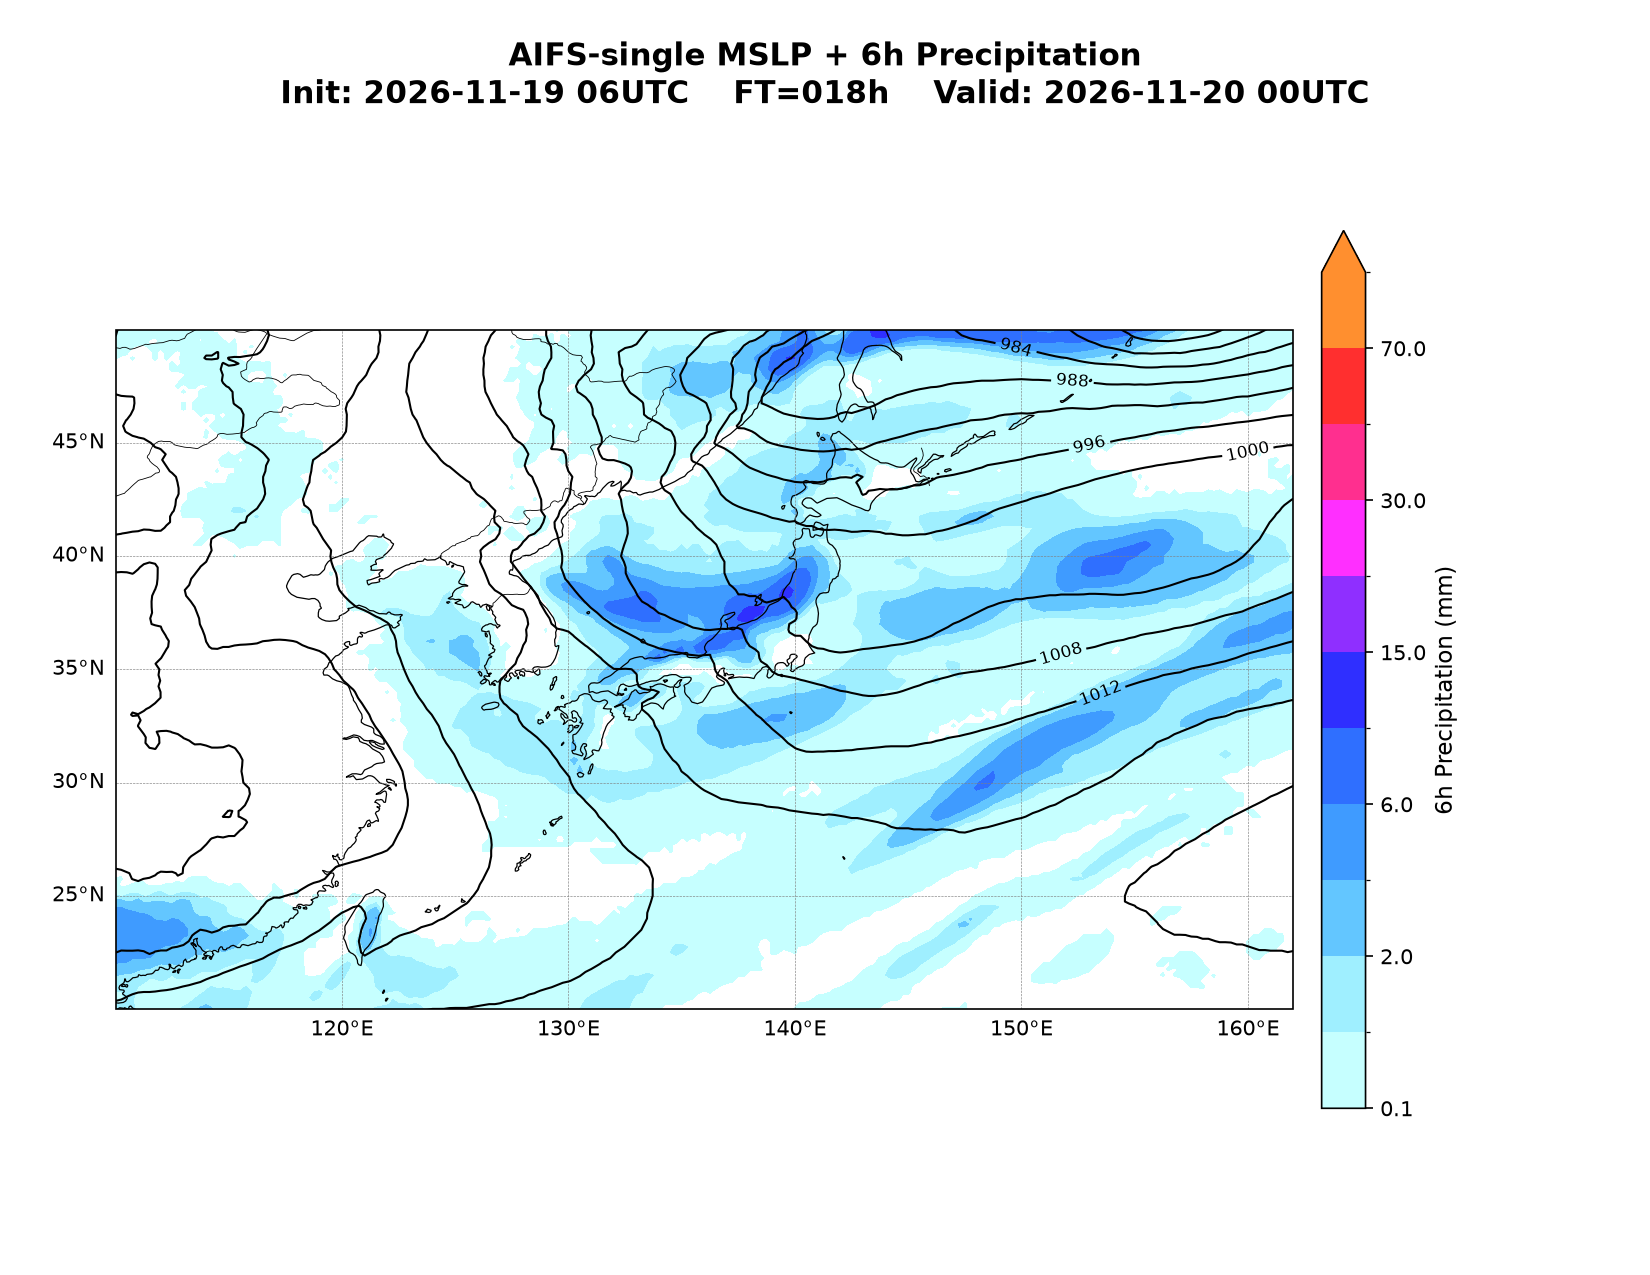 AIFS-single MSLP + 6h Precipitation
Init: 2026-11-19 06UTC    FT=018h    Valid: 2026-11-20 00UTC
984
988
996
1000
1008
1012
45°N
40°N
35°N
30°N
25°N
120°E
130°E
140°E
150°E
160°E
70.0
30.0
15.0
6.0
2.0
0.1
6h Precipitation (mm)